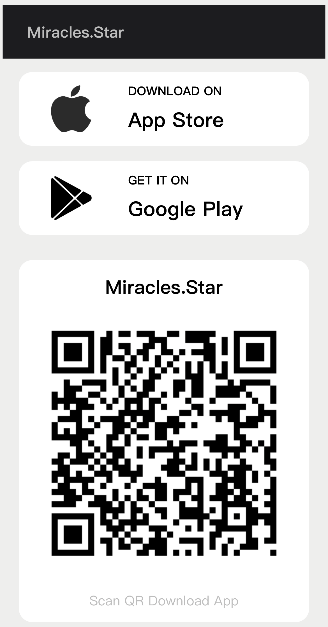 Miracles.Star
DOWNLOAD ON
App Store
GET IT ON
Google Play
Miracles.Star
Scan QR Download App